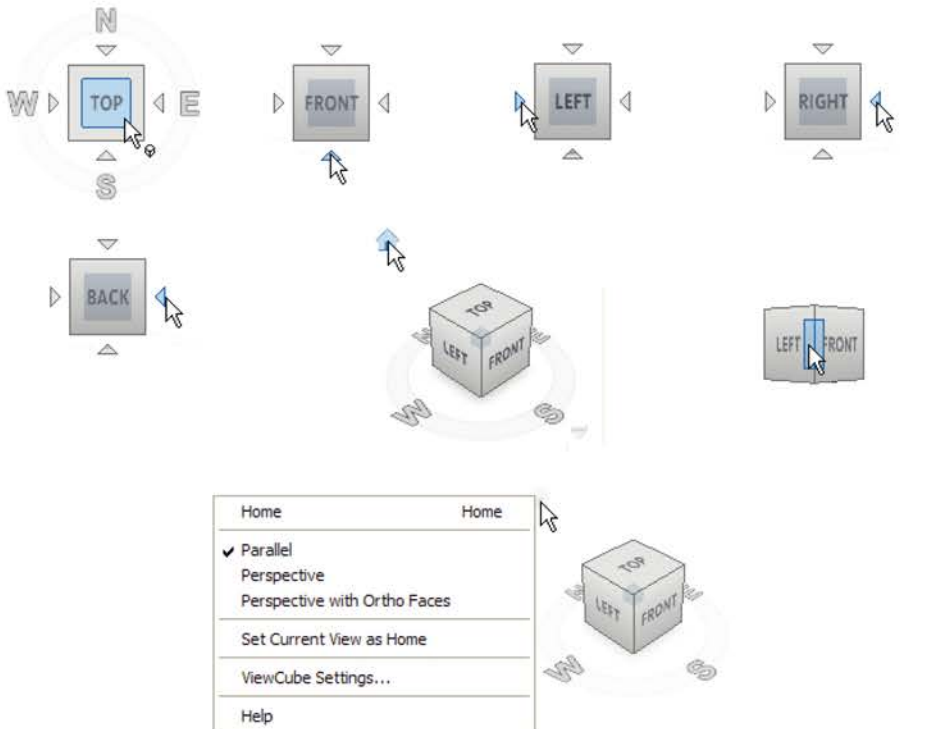 N
W TOP E
S
FRONT
LEFT
RIGHT
BACK
TOP
LEFT FRONT
E E
W S
LEFT FRONT
Home Home
Parallel
Perspective
Perspective with Ortho Faces
Set Current View as Home
ViewCube Settings...
Help
TOP
LEFT FRONT
E E
W S